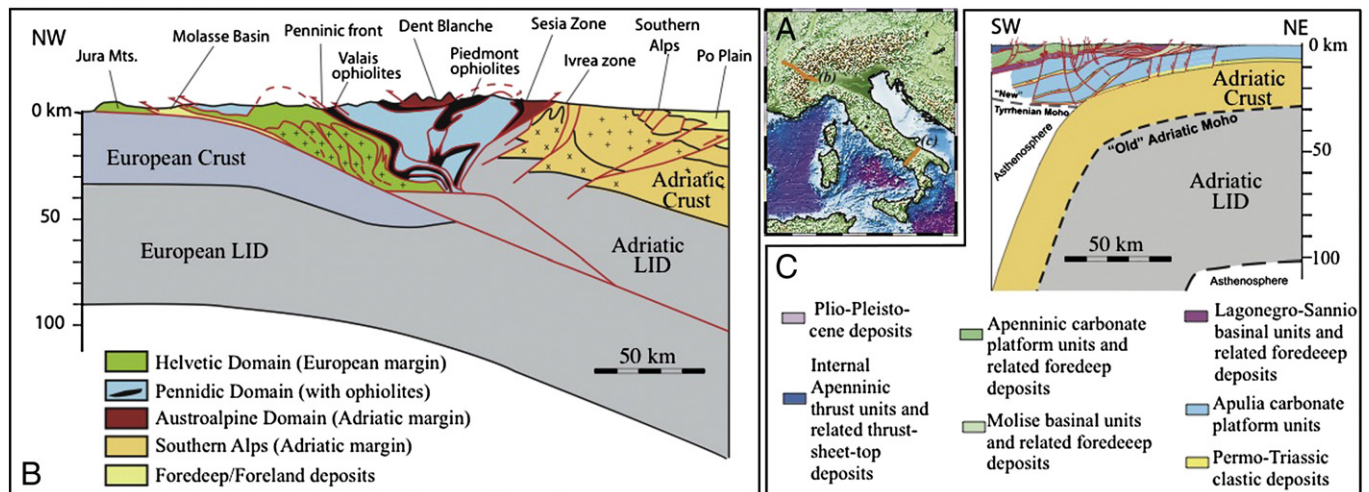 B
NW
Jura Mts.
Molasse Basin
Penninic front
Valais
ophiolites
Dent Blanche
Piedmont
ophiolites
Sesia Zone
Ivrea zone
Southern
Alps
Po Plain
0 km
50
100
European Crust
European LID
Adriatic
Crust
Adriatic
LID
50 km
Helvetic Domain (European margin)
Pennidic Domain (with ophiolites)
Austroalpine Domain (Adriatic margin)
Southern Alps (Adriatic margin)
Foredeep/Foreland deposits
A
(b)
(c)
C
SW
NE
0 km
50
100
"New"
Tyrrhenian Moho
Asthenosphere
Adriatic
Crust
"Old" Adriatic Moho
Adriatic
LID
50 km
Asthenosphere
Plio-Pleisto-
cene deposits
Internal
Apenninic
thrust units and
related thrust-
sheet-top
deposits
Apenninic carbonate
platform units and
related foredeep
deposits
Molise basinal units
and related foredeeep
deposits
Lagonegro-Sannio
basinal units and
related foredeeep
deposits
Apulia carbonate
platform units
Permo-Triassic
clastic deposits